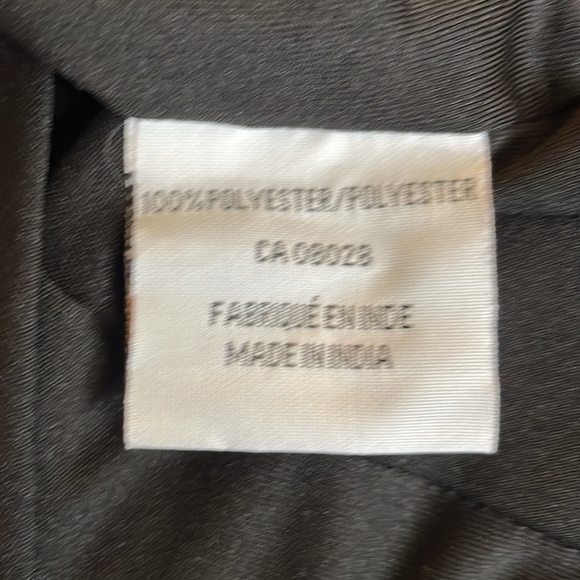 100%POLYESTER/POLYESTER
CA 08028
FABRIQUÉ EN INDE
MADE IN INDIA